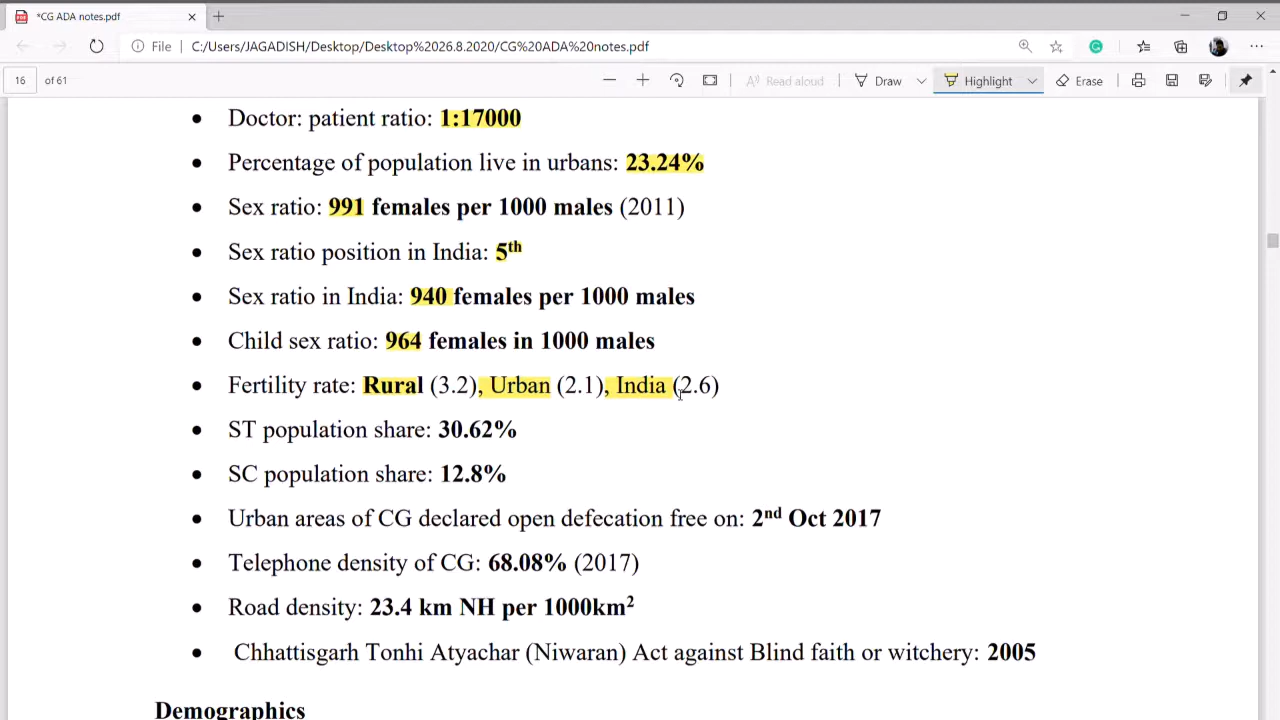 *CG ADA notes.pdf
File | C:/Users/JAGADISH/Desktop/Desktop%2026.8.2020/CG%20ADA%20notes.pdf
16 of 61
Read aloud Draw Highlight Erase
• Doctor: patient ratio: 1:17000
• Percentage of population live in urbans: 23.24%
• Sex ratio: 991 females per 1000 males (2011)
• Sex ratio position in India: 5th
• Sex ratio in India: 940 females per 1000 males
• Child sex ratio: 964 females in 1000 males
• Fertility rate: Rural (3.2), Urban (2.1), India (2.6)
• ST population share: 30.62%
• SC population share: 12.8%
• Urban areas of CG declared open defecation free on: 2nd Oct 2017
• Telephone density of CG: 68.08% (2017)
• Road density: 23.4 km NH per 1000km2
• Chhattisgarh Tonhi Atyachar (Niwaran) Act against Blind faith or witchery: 2005
Demographics